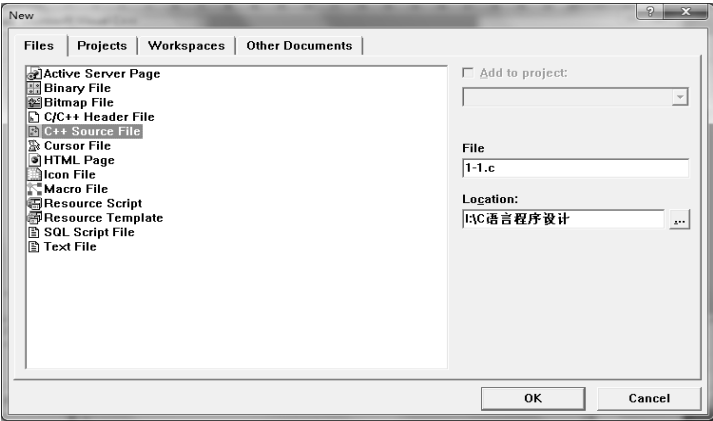 New
Files Projects Workspaces Other Documents
Active Server Page
Binary File
Bitmap File
C/C++ Header File
C++ Source File
Cursor File
HTML Page
Icon File
Macro File
Resource Script
Resource Template
SQL Script File
Text File
Add to project:
File
1-1.c
Location:
I:\C语言程序设计
...
OK Cancel